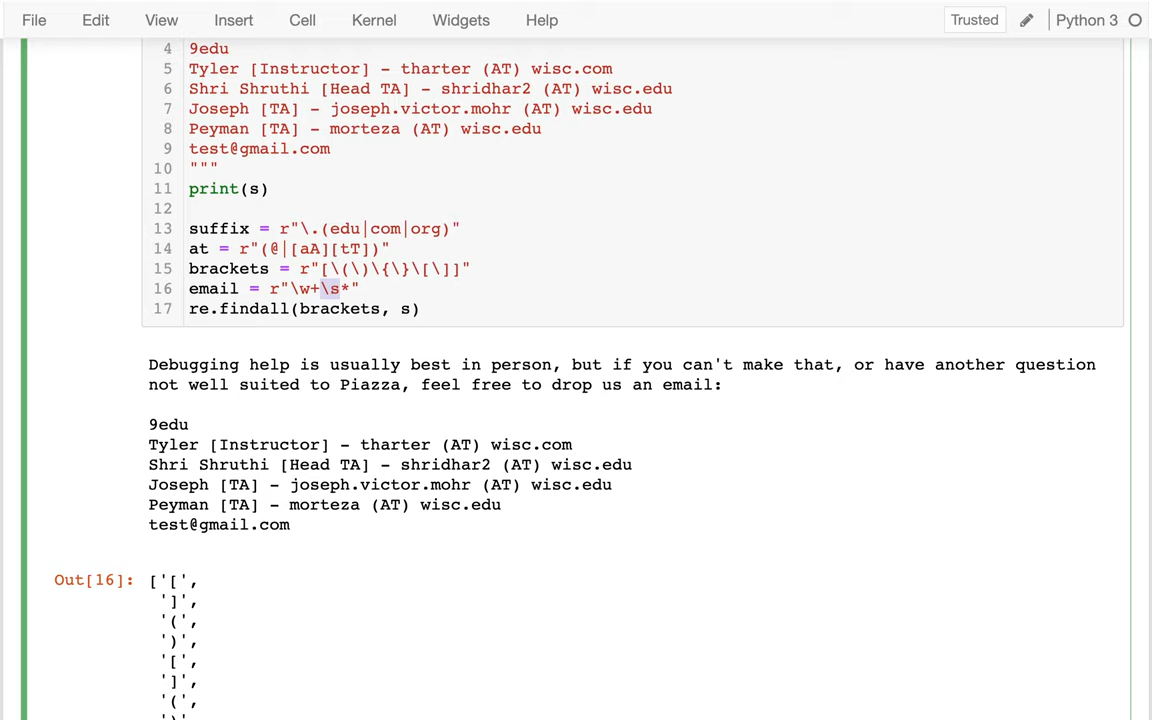 File Edit View Insert Cell Kernel Widgets Help Trusted Python 3
4 9edu
5 Tyler [Instructor] - tharter (AT) wisc.com
6 Shri Shruthi [Head TA] - shridhar2 (AT) wisc.edu
7 Joseph [TA] - joseph.victor.mohr (AT) wisc.edu
8 Peyman [TA] - morteza (AT) wisc.edu
9 test@gmail.com
10 """
11 print(s)
12
13 suffix = r"\.(edu|com|org)"
14 at = r"(@|[aA][tT])"
15 brackets = r"[\(\)\{\}\[\]]"
16 email = r"\w+\s*"
17 re.findall(brackets, s)
Debugging help is usually best in person, but if you can't make that, or have another question
not well suited to Piazza, feel free to drop us an email:
9edu
Tyler [Instructor] - tharter (AT) wisc.com
Shri Shruthi [Head TA] - shridhar2 (AT) wisc.edu
Joseph [TA] - joseph.victor.mohr (AT) wisc.edu
Peyman [TA] - morteza (AT) wisc.edu
test@gmail.com
Out[16]: ['[',
']',
'(',
')',
'[',
']',
'(',